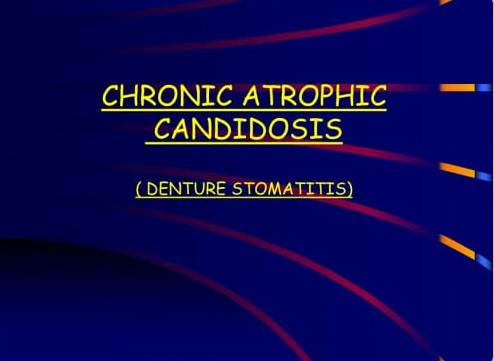 CHRONIC ATROPHIC
CANDIDOSIS
( DENTURE STOMATITIS)